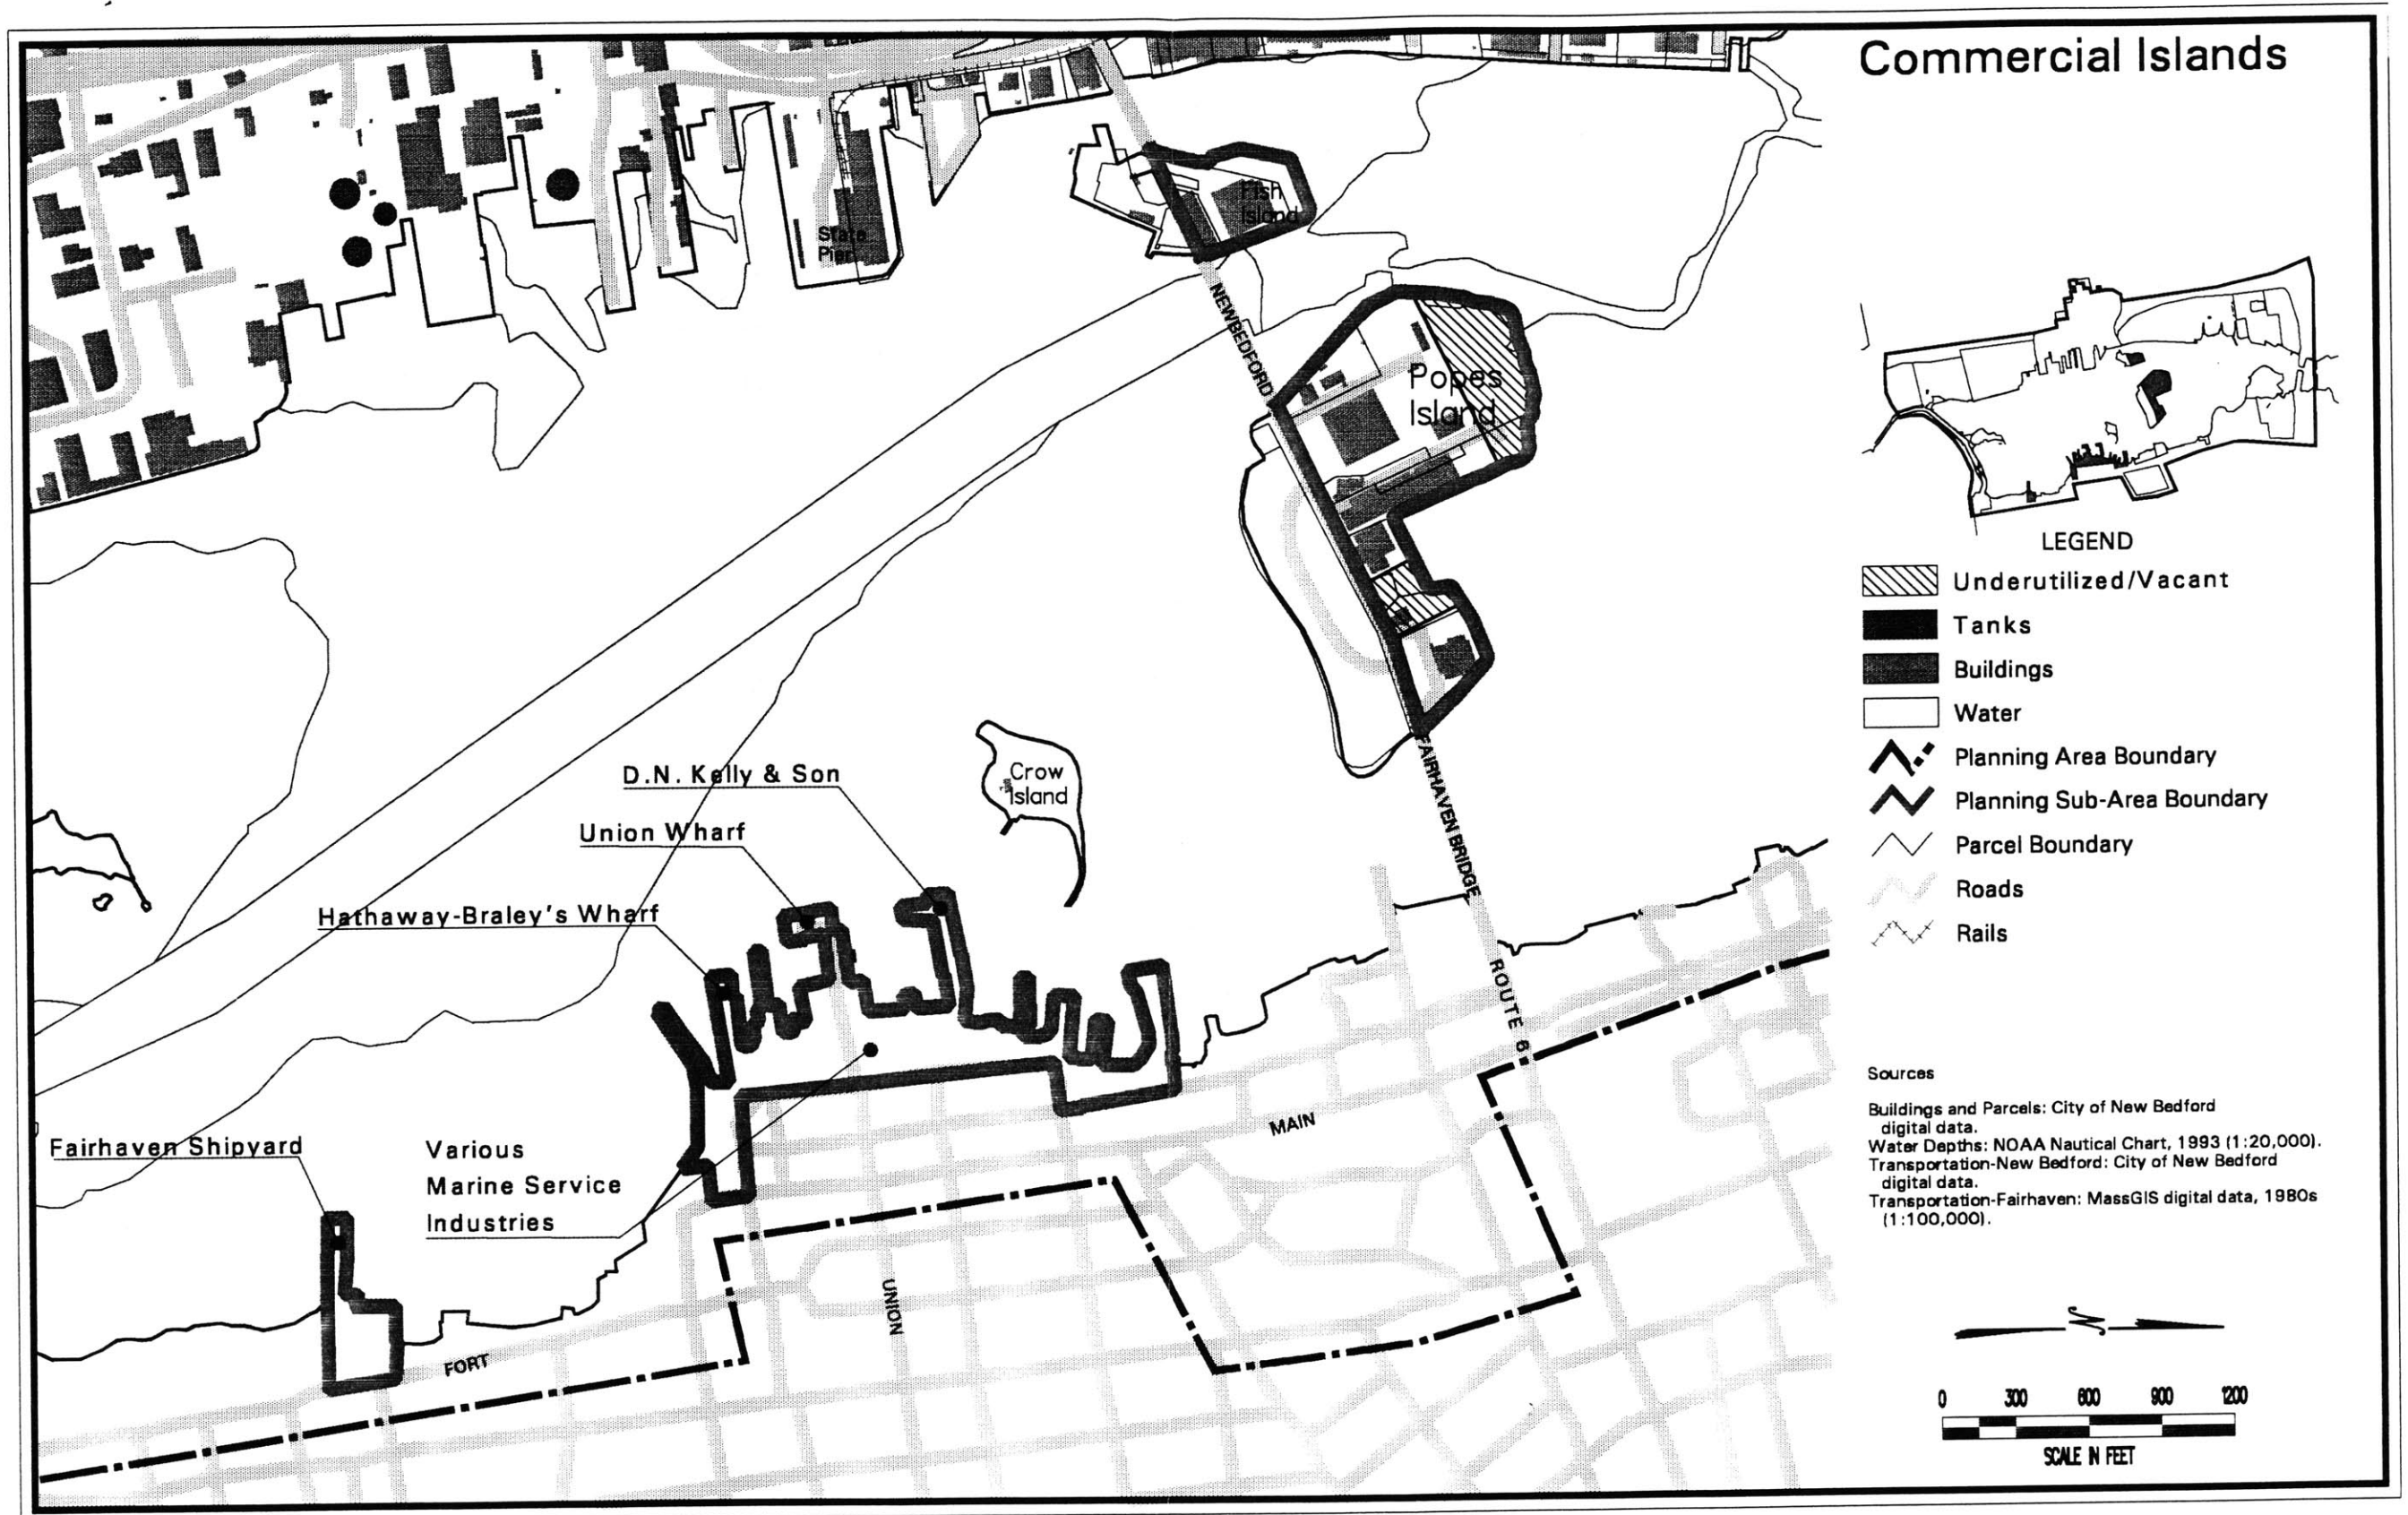 Commercial Islands
Fish
Island
State
Pier
NEW BEDFORD
Popes
Island
FAIRHAVEN BRIDGE
ROUTE 6
Crow
Island
D.N. Kelly & Son
Union Wharf
Hathaway-Braley's Wharf
Fairhaven Shipyard
Various
Marine Service
Industries
MAIN
UNION
FORT
LEGEND
Underutilized/Vacant
Tanks
Buildings
Water
Planning Area Boundary
Planning Sub-Area Boundary
Parcel Boundary
Roads
Rails
Sources
Buildings and Parcels: City of New Bedford
digital data.
Water Depths: NOAA Nautical Chart, 1993 (1:20,000).
Transportation-New Bedford: City of New Bedford
digital data.
Transportation-Fairhaven: MassGIS digital data, 1980s
(1:100,000).
N
0 300 600 900 1200
SCALE IN FEET